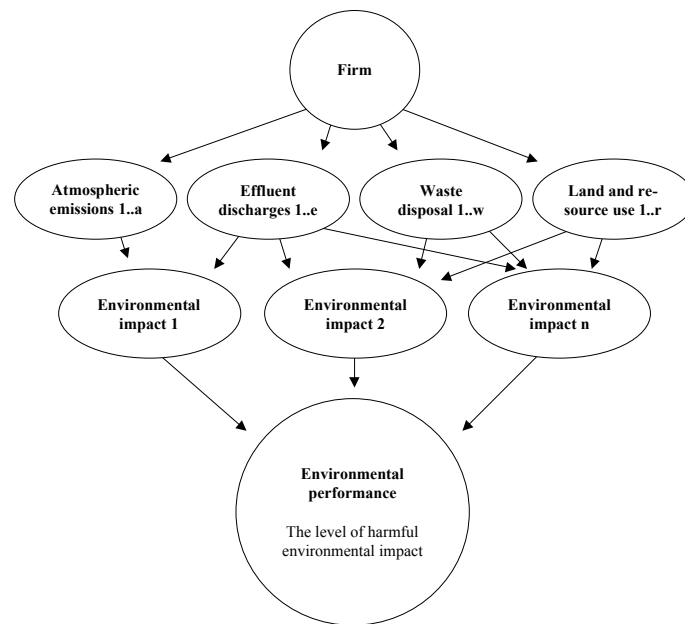 Firm
Atmospheric
emissions 1..a
Effluent
discharges 1..e
Waste
disposal 1..w
Land and re-
source use 1..r
Environmental
impact 1
Environmental
impact 2
Environmental
impact n
Environmental
performance
The level of harmful
environmental impact